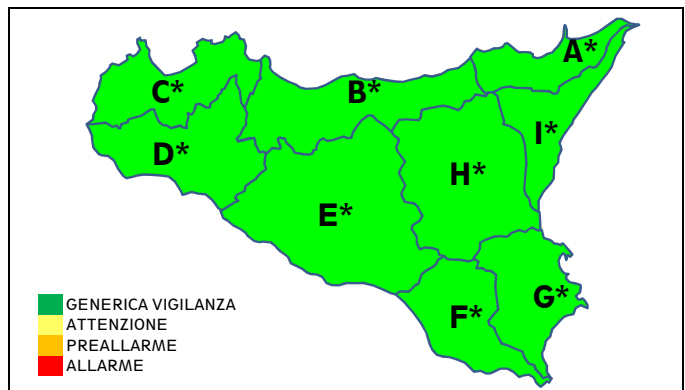 A*
C*
B*
I*
D*
H*
E*
G*
F*
GENERICA VIGILANZA
ATTENZIONE
PREALLARME
ALLARME